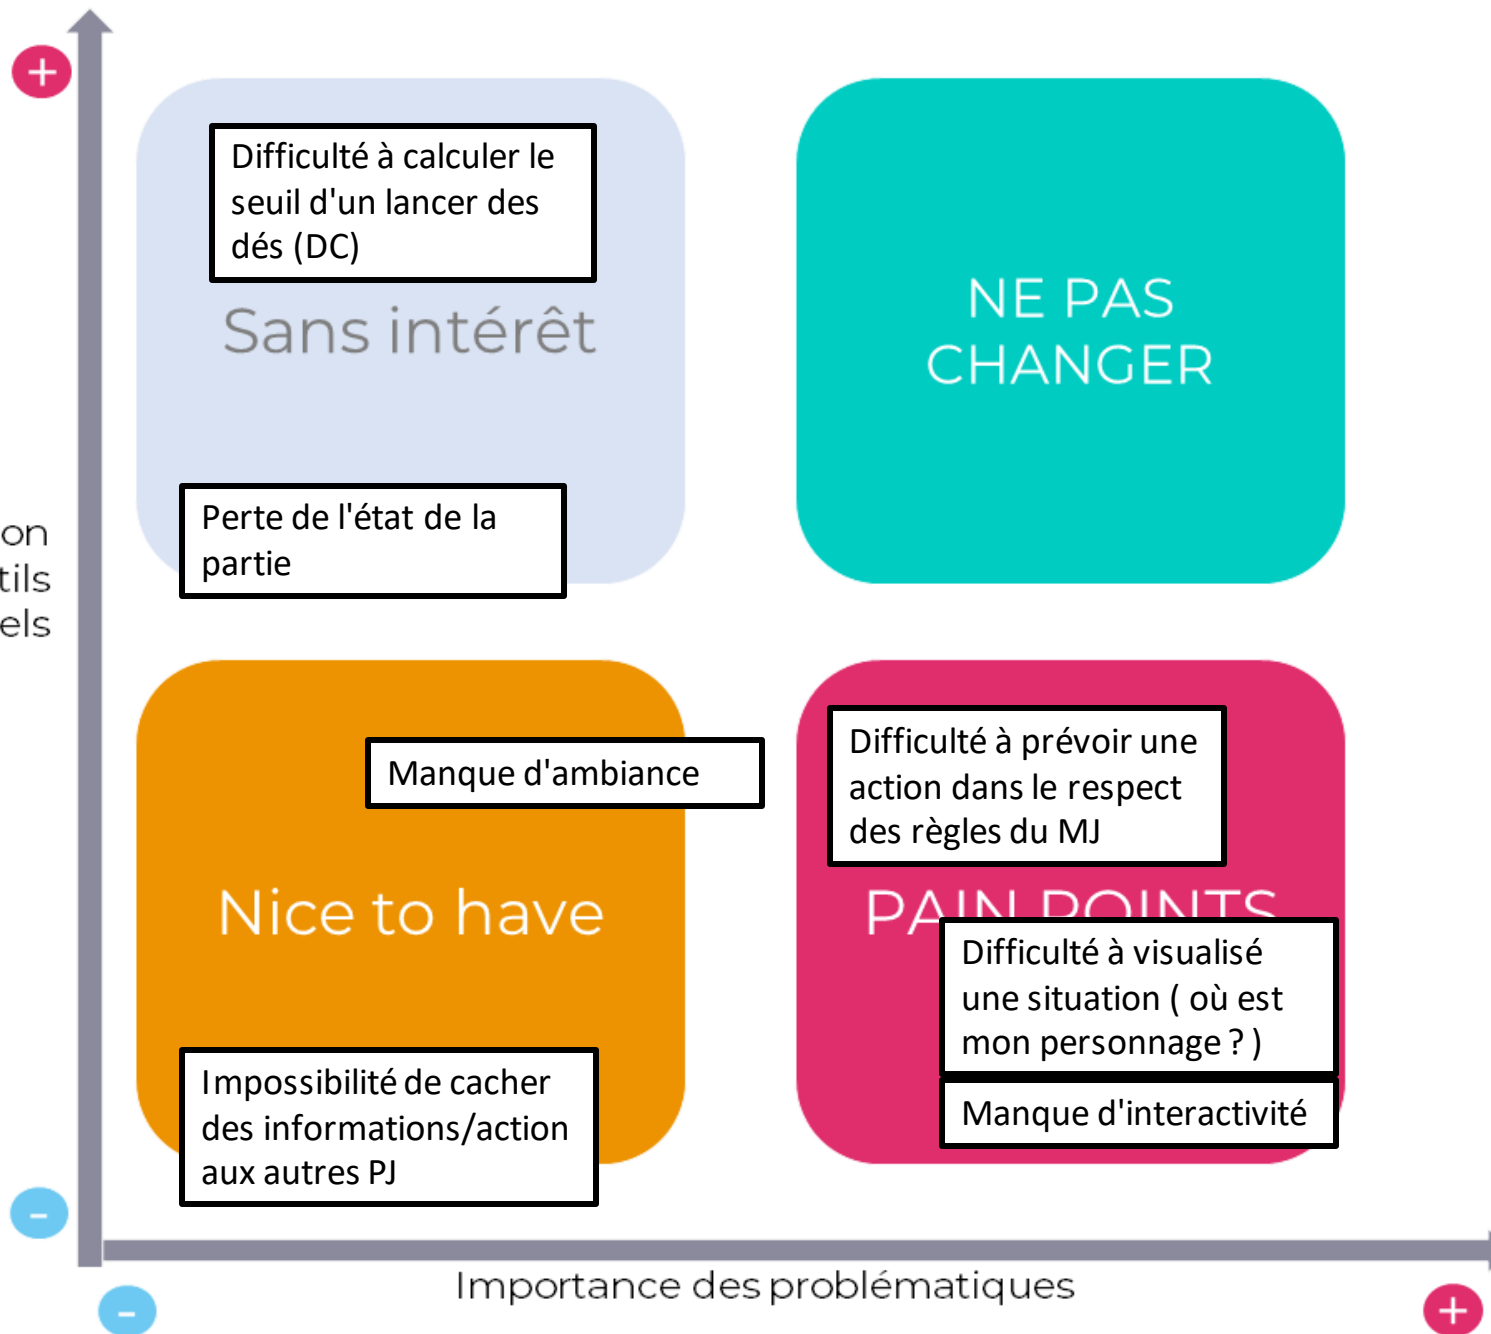 +
Difficulté à calculer le
seuil d'un lancer des
dés (DC)
Sans intérêt
Perte de l'état de la
partie
NE PAS
CHANGER
on
tils
els
Manque d'ambiance
Nice to have
Impossibilité de cacher
des informations/action
aux autres PJ
Difficulté à prévoir une
action dans le respect
des règles du MJ
PAIN POINTS
Difficulté à visualisé
une situation ( où est
mon personnage ? )
Manque d'interactivité
-
Importance des problématiques
-
+